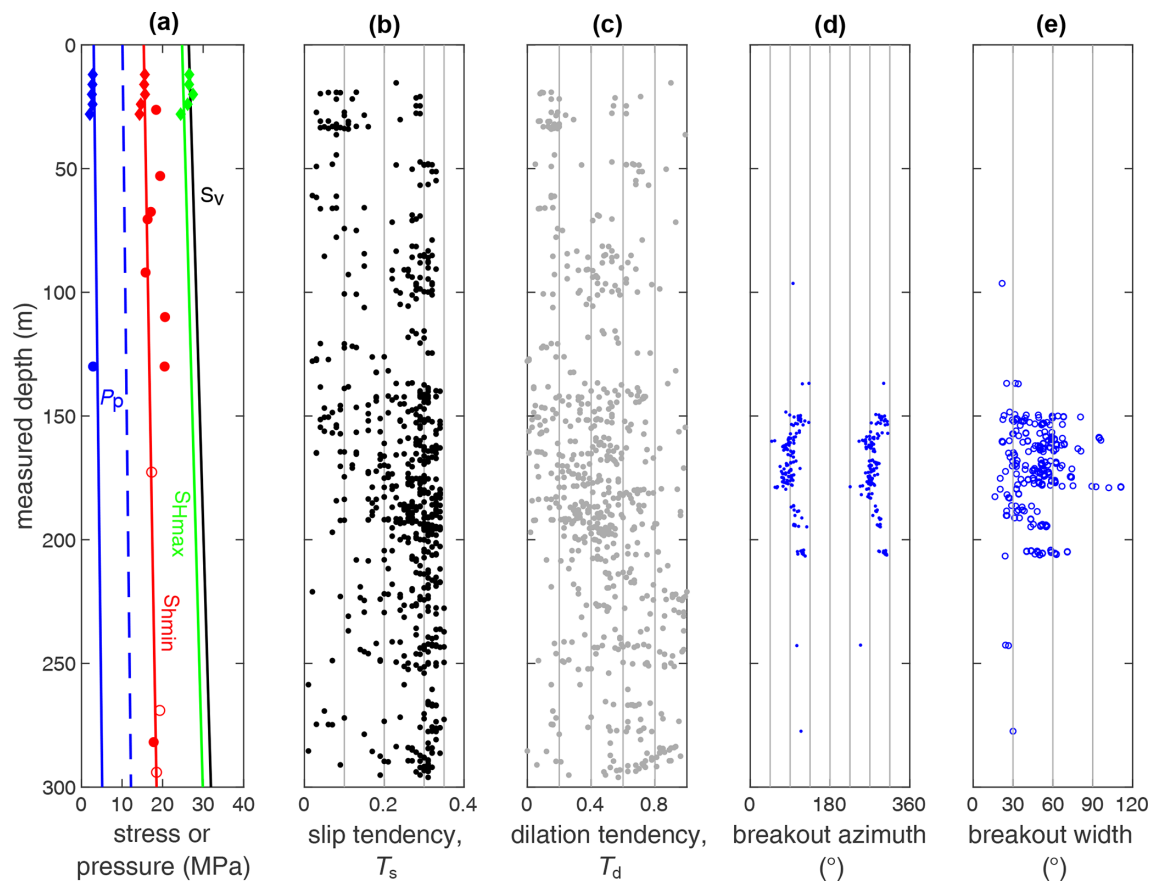 (a) (b) (c) (d) (e)
0
50
100
150
200
250
300
measured depth (m)
Sv
Pp
SHmax
Shmin
0 10 20 30 40
0 0.2 0.4
0 0.4 0.8
0 180 360
0 30 60 90 120
stress or pressure (MPa)
slip tendency, Ts
dilation tendency, Td
breakout azimuth (°)
breakout width (°)